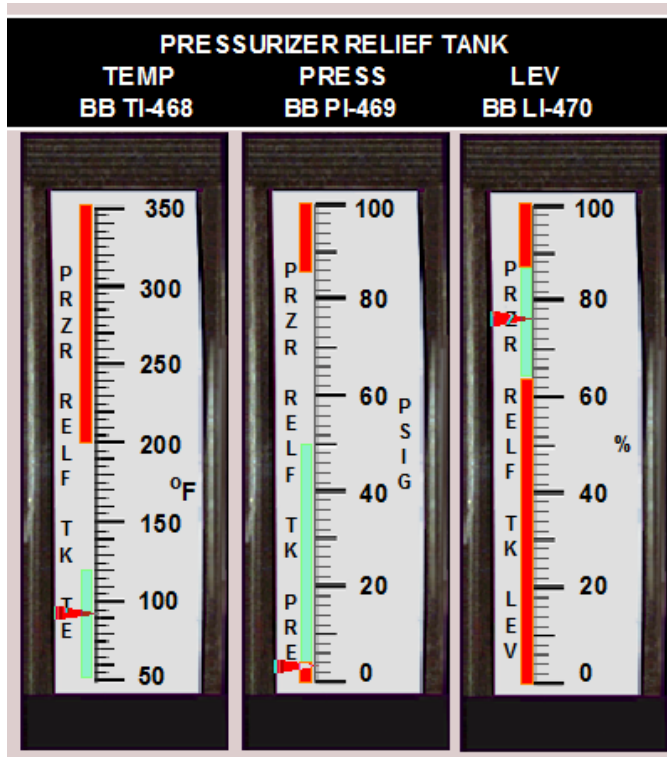 PRESSURIZER RELIEF TANK
TEMP PRESS LEV
BB TI-468 BB PI-469 BB LI-470
350
300
250
200
150
100
50
°F
PRZR RELF TK TE
100
80
60
40
20
0
PSIG
PRZR RELF TK PRE
100
80
60
40
20
0
%
PRZR RELF TK LEV